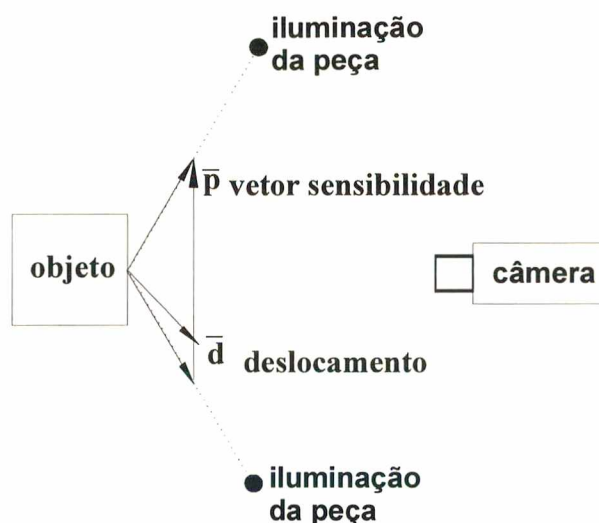 iluminação
da peça
p̅ vetor sensibilidade
objeto
câmera
d̅ deslocamento
iluminação
da peça